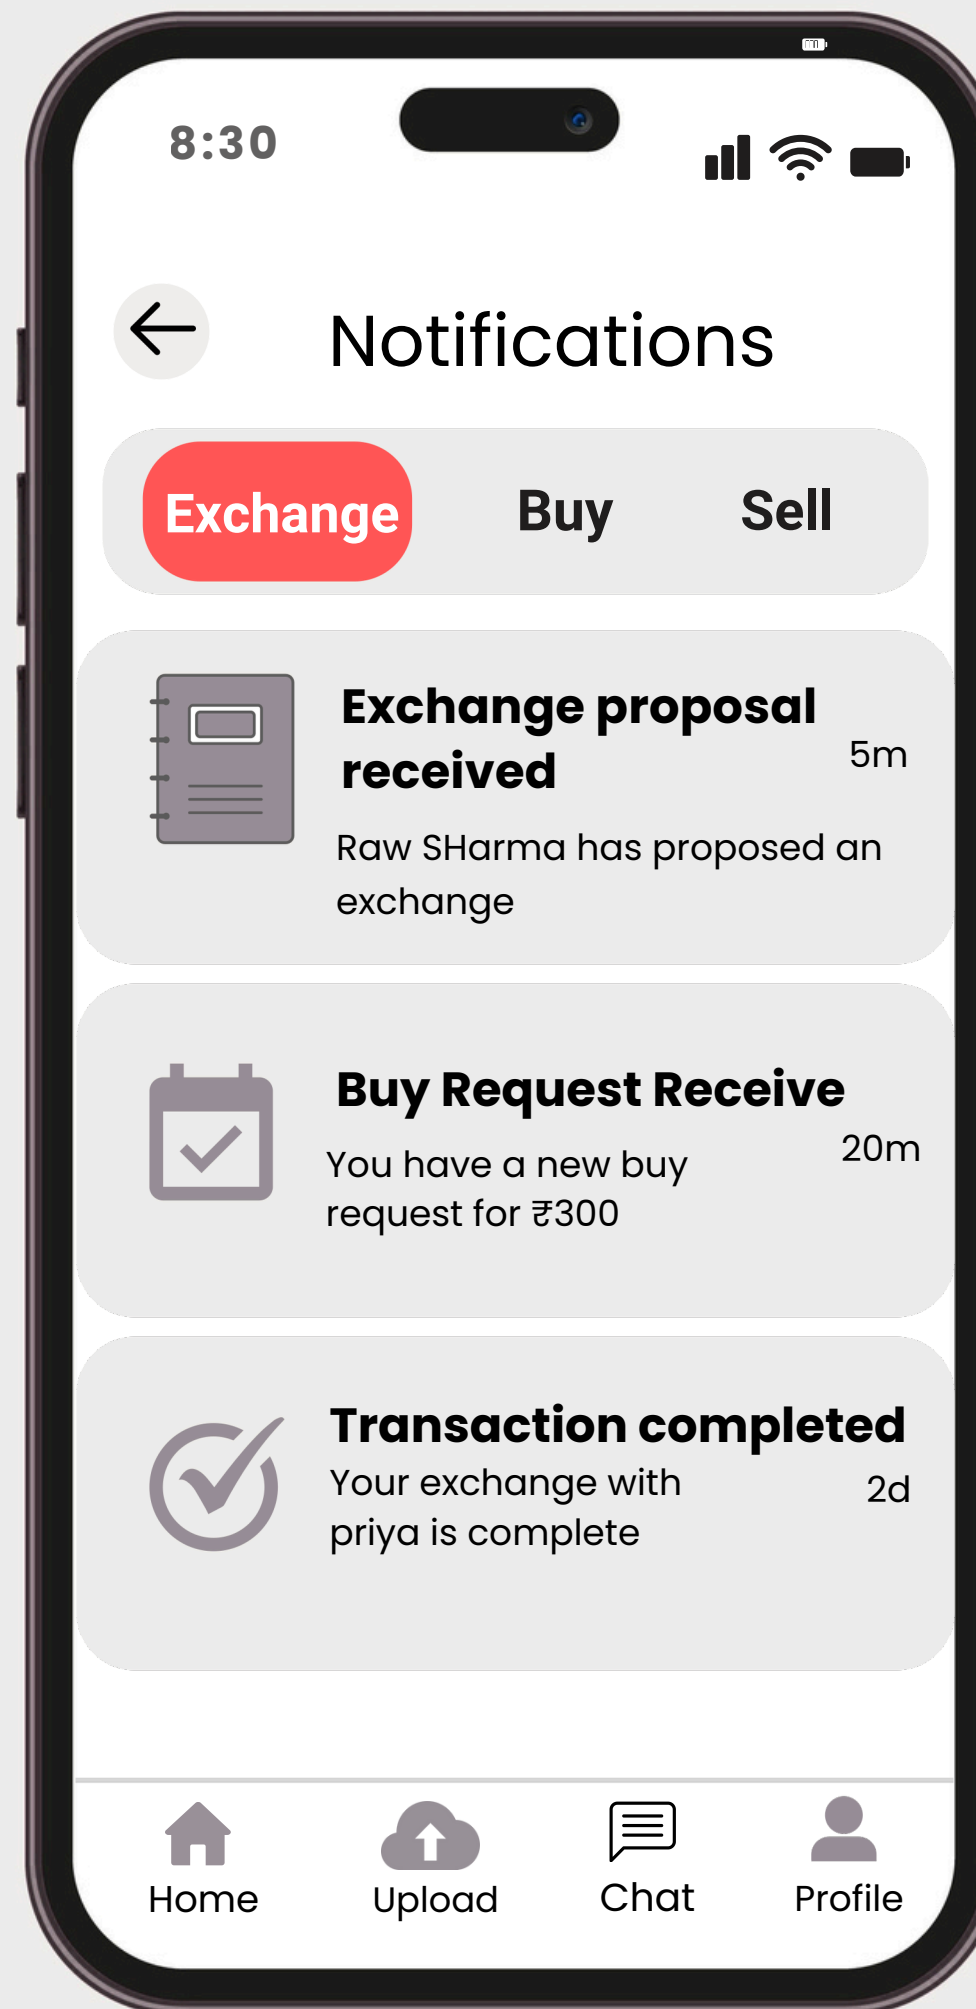 8:30
Notifications
Exchange Buy Sell
Exchange proposal
received
5m
Raw SHarma has proposed an
exchange
Buy Request Receive
20m
You have a new buy
request for ₹300
Transaction completed
Your exchange with
2d
priya is complete
Home Upload Chat Profile